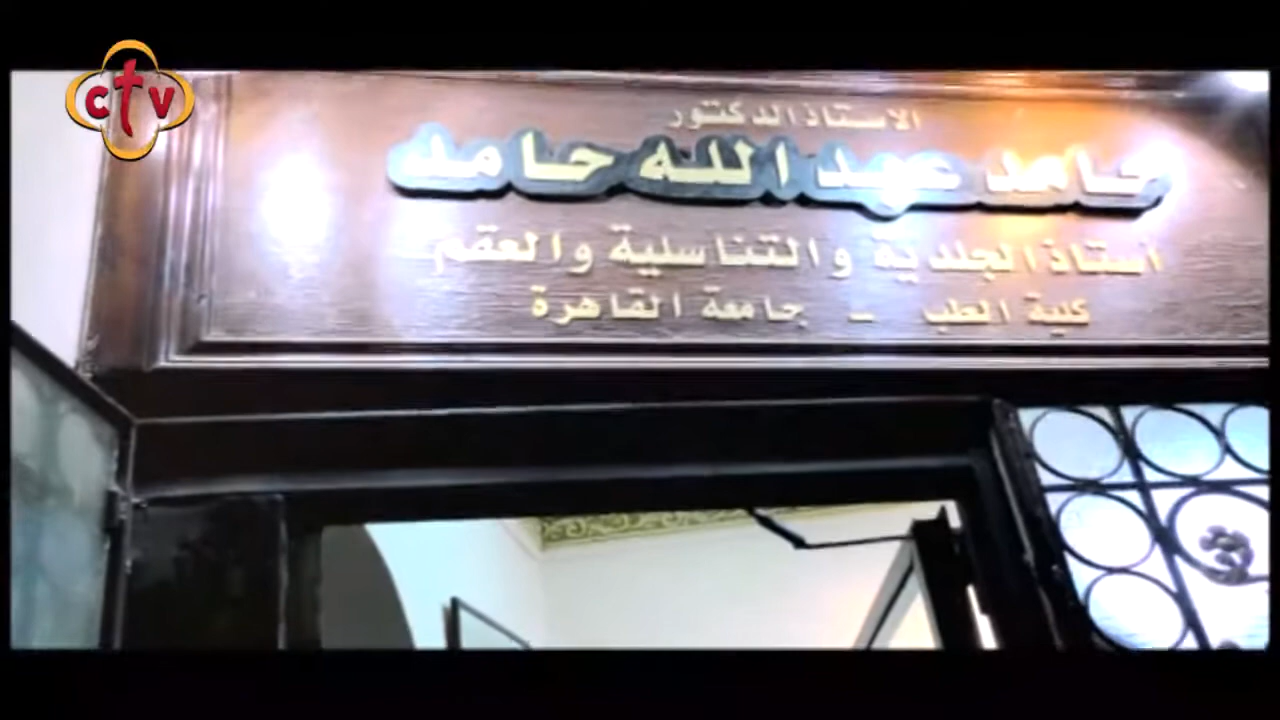 ctv
الاستاذ الدكتور
حامد عبد الله حامد
استاذ الجلدية والتناسلية والعقم
كلية الطب - جامعة القاهرة